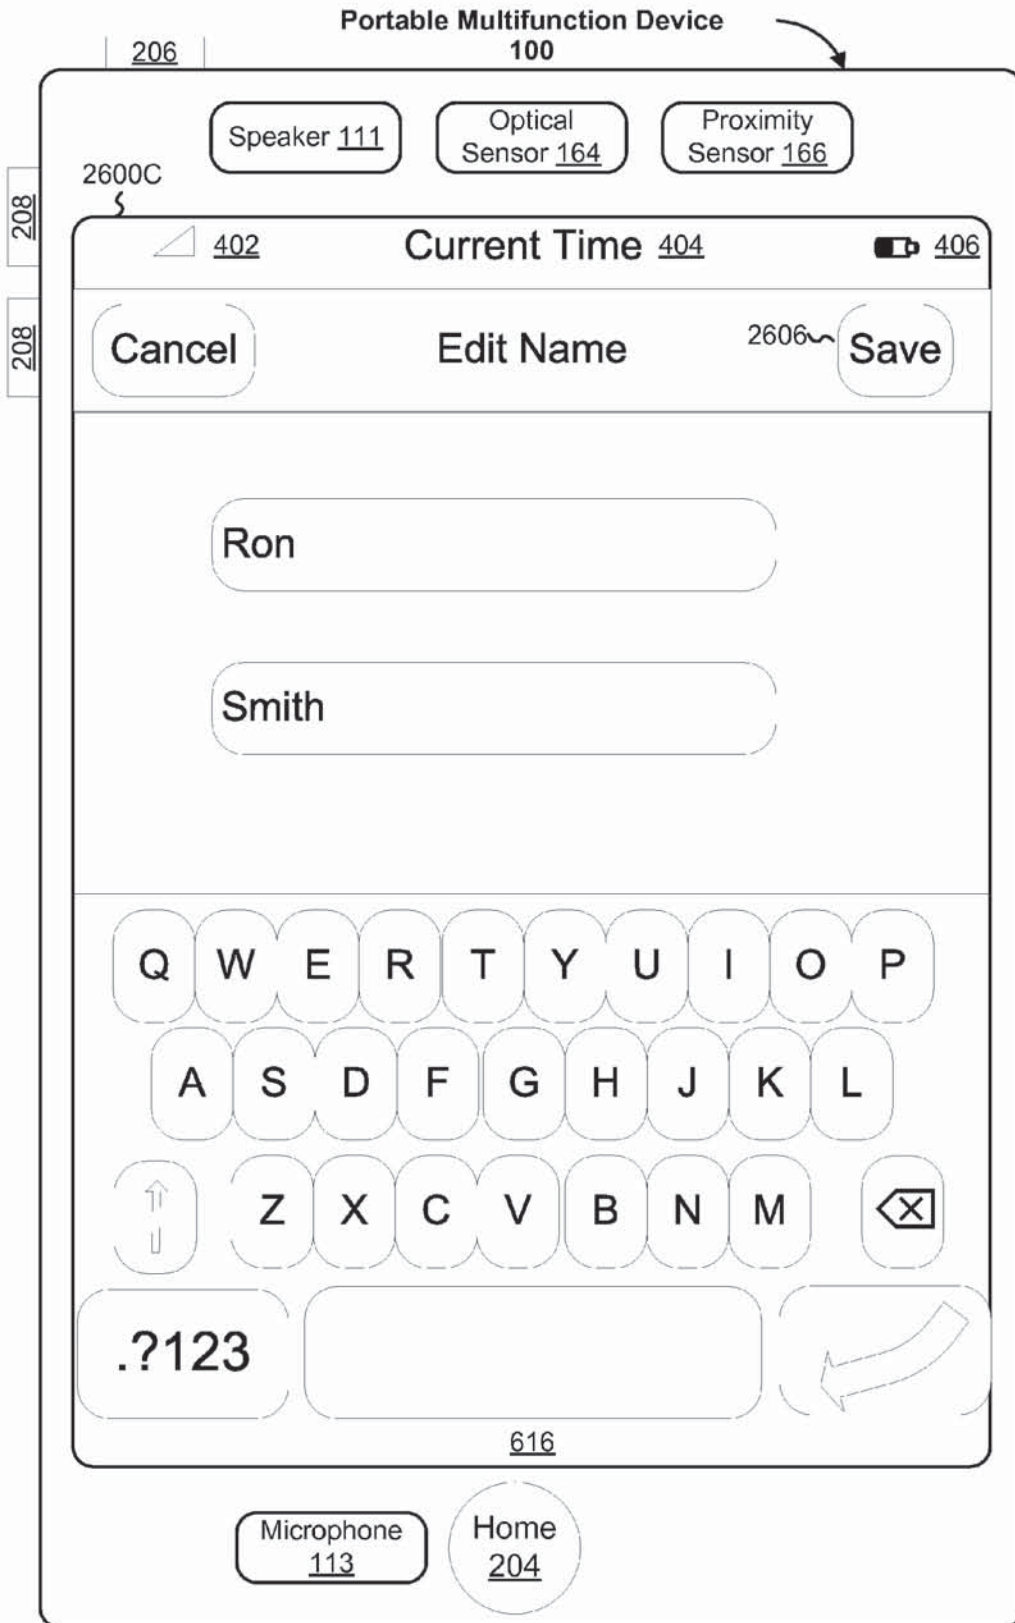 Portable Multifunction Device
100
206
Speaker 111
Optical
Sensor 164
Proximity
Sensor 166
2600C
208
402 Current Time 404 406
208
Cancel Edit Name 2606 Save
Ron
Smith
Q W E R T Y U I O P
A S D F G H J K L
Z X C V B N M
.?123
616
Microphone
113
Home
204